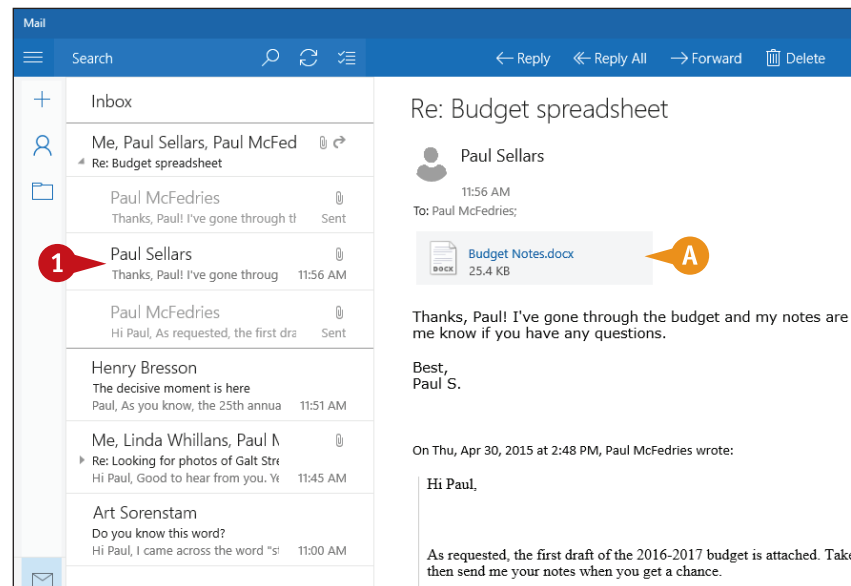 Mail
Search
Reply Reply All Forward Delete
Inbox
Me, Paul Sellars, Paul McFed
Re: Budget spreadsheet
Paul McFedries
Thanks, Paul! I've gone through th Sent
1
Paul Sellars
Thanks, Paul! I've gone throug 11:56 AM
Paul McFedries
Hi Paul, As requested, the first dra Sent
Henry Bresson
The decisive moment is here
Paul, As you know, the 25th annua 11:51 AM
Me, Linda Whillans, Paul M
Re: Looking for photos of Galt Stre
Hi Paul, Good to hear from you. Ye 11:45 AM
Art Sorenstam
Do you know this word?
Hi Paul, I came across the word "st 11:00 AM
Re: Budget spreadsheet
Paul Sellars
11:56 AM
To: Paul McFedries;
DOCX
Budget Notes.docx
25.4 KB
A
Thanks, Paul! I've gone through the budget and my notes are
me know if you have any questions.
Best,
Paul S.
On Thu, Apr 30, 2015 at 2:48 PM, Paul McFedries wrote:
Hi Paul,
As requested, the first draft of the 2016-2017 budget is attached. Take
then send me your notes when you get a chance.